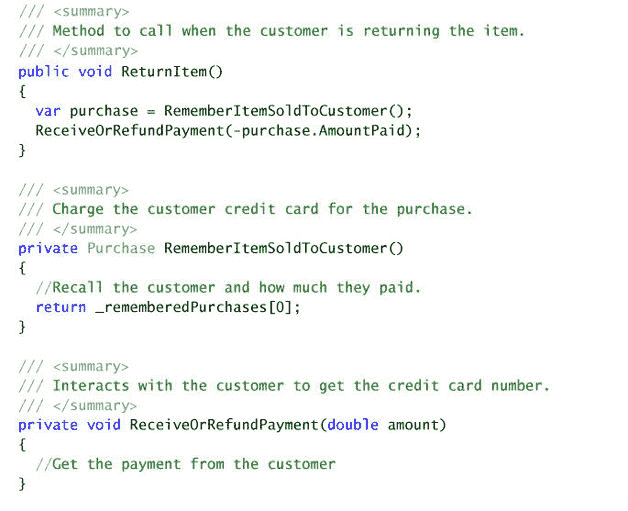 /// <summary>
/// Method to call when the customer is returning the item.
/// </summary>
public void ReturnItem()
{
var purchase = RememberItemSoldToCustomer();
ReceiveOrRefundPayment(-purchase.AmountPaid);
}
/// <summary>
/// Charge the customer credit card for the purchase.
/// </summary>
private Purchase RememberItemSoldToCustomer()
{
//Recall the customer and how much they paid.
return _rememberedPurchases[0];
}
/// <summary>
/// Interacts with the customer to get the credit card number.
/// </summary>
private void ReceiveOrRefundPayment(double amount)
{
//Get the payment from the customer
}